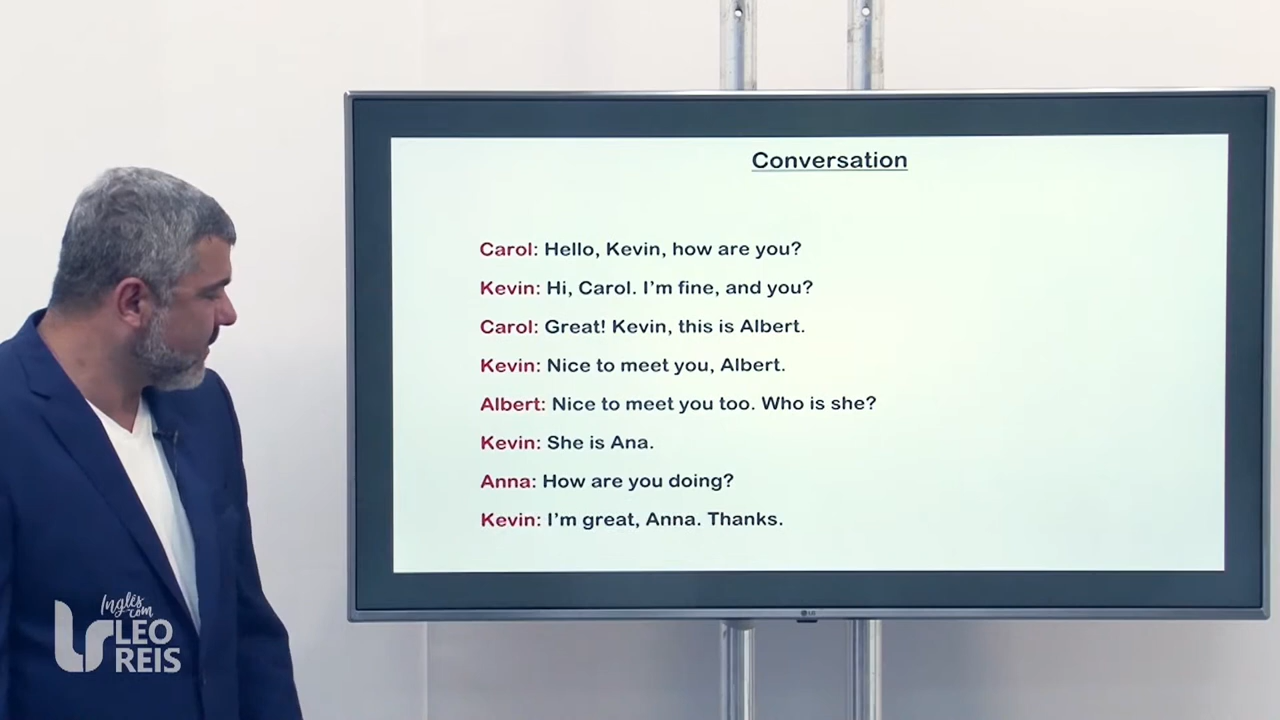 Conversation
Carol: Hello, Kevin, how are you?
Kevin: Hi, Carol. I'm fine, and you?
Carol: Great! Kevin, this is Albert.
Kevin: Nice to meet you, Albert.
Albert: Nice to meet you too. Who is she?
Kevin: She is Ana.
Anna: How are you doing?
Kevin: I'm great, Anna. Thanks.
LG
Inglês
com
LEO
REIS